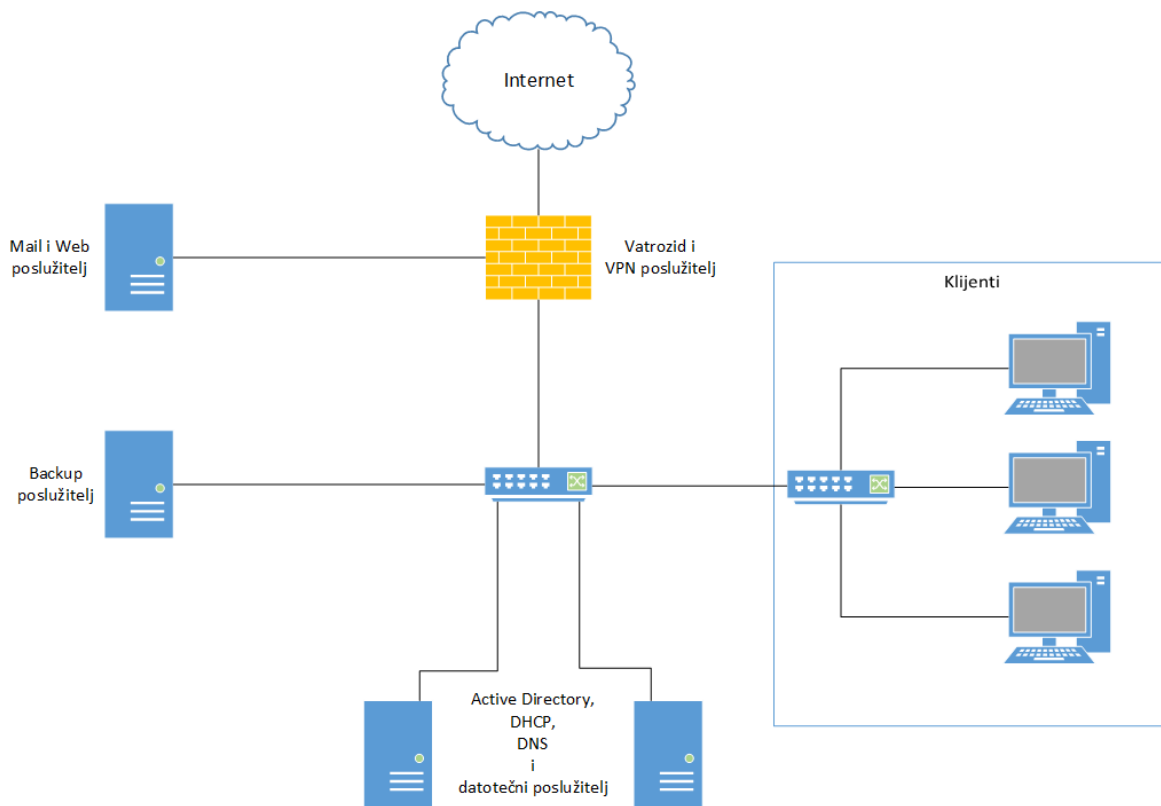 Internet
Mail i Web
poslužitelj
Vatrozid i
VPN poslužitelj
Klijenti
Backup
poslužitelj
Active Directory,
DHCP,
DNS
i
datotečni poslužitelj